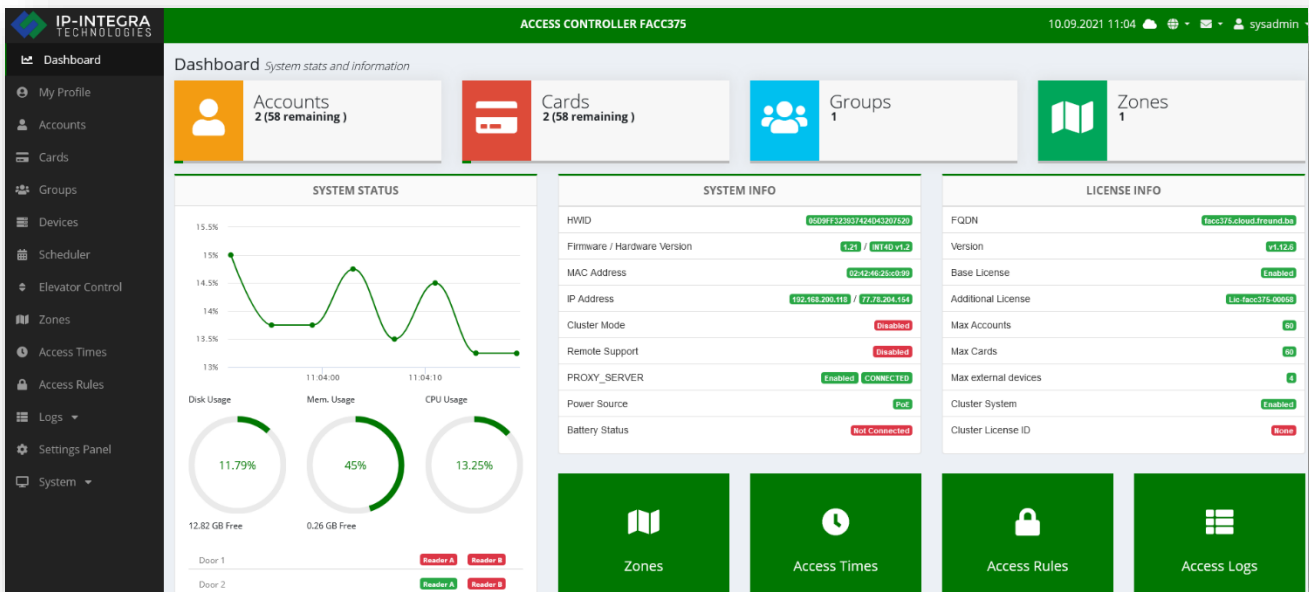 IP-INTEGRA
TECHNOLOGIES
ACCESS CONTROLLER FACC375
10.09.2021 11:04
sysadmin
Dashboard
My Profile
Accounts
Cards
Groups
Devices
Scheduler
Elevator Control
Zones
Access Times
Access Rules
Logs
Settings Panel
System
Dashboard System stats and information
Accounts
2 (58 remaining )
Cards
2 (58 remaining )
Groups
1
Zones
1
SYSTEM STATUS
15.5%
15%
14.5%
14%
13.5%
13%
11:04:00 11:04:10
Disk Usage Mem. Usage CPU Usage
11.79% 45% 13.25%
12.82 GB Free 0.26 GB Free
Door 1 Reader A Reader B
Door 2 Reader A Reader B
SYSTEM INFO
HWID 05D9FF323937424D43207520
Firmware / Hardware Version 1.21 / INT4D v1.2
MAC Address 02:42:46:25:c0:99
IP Address 192.168.200.118 / 77.78.204.154
Cluster Mode Disabled
Remote Support Disabled
PROXY_SERVER Enabled CONNECTED
Power Source PoE
Battery Status Not Connected
LICENSE INFO
FQDN facc375.cloud.freund.ba
Version v1.12.6
Base License Enabled
Additional License Lic-facc375-00058
Max Accounts 60
Max Cards 60
Max external devices 4
Cluster System Enabled
Cluster License ID None
Zones
Access Times
Access Rules
Access Logs